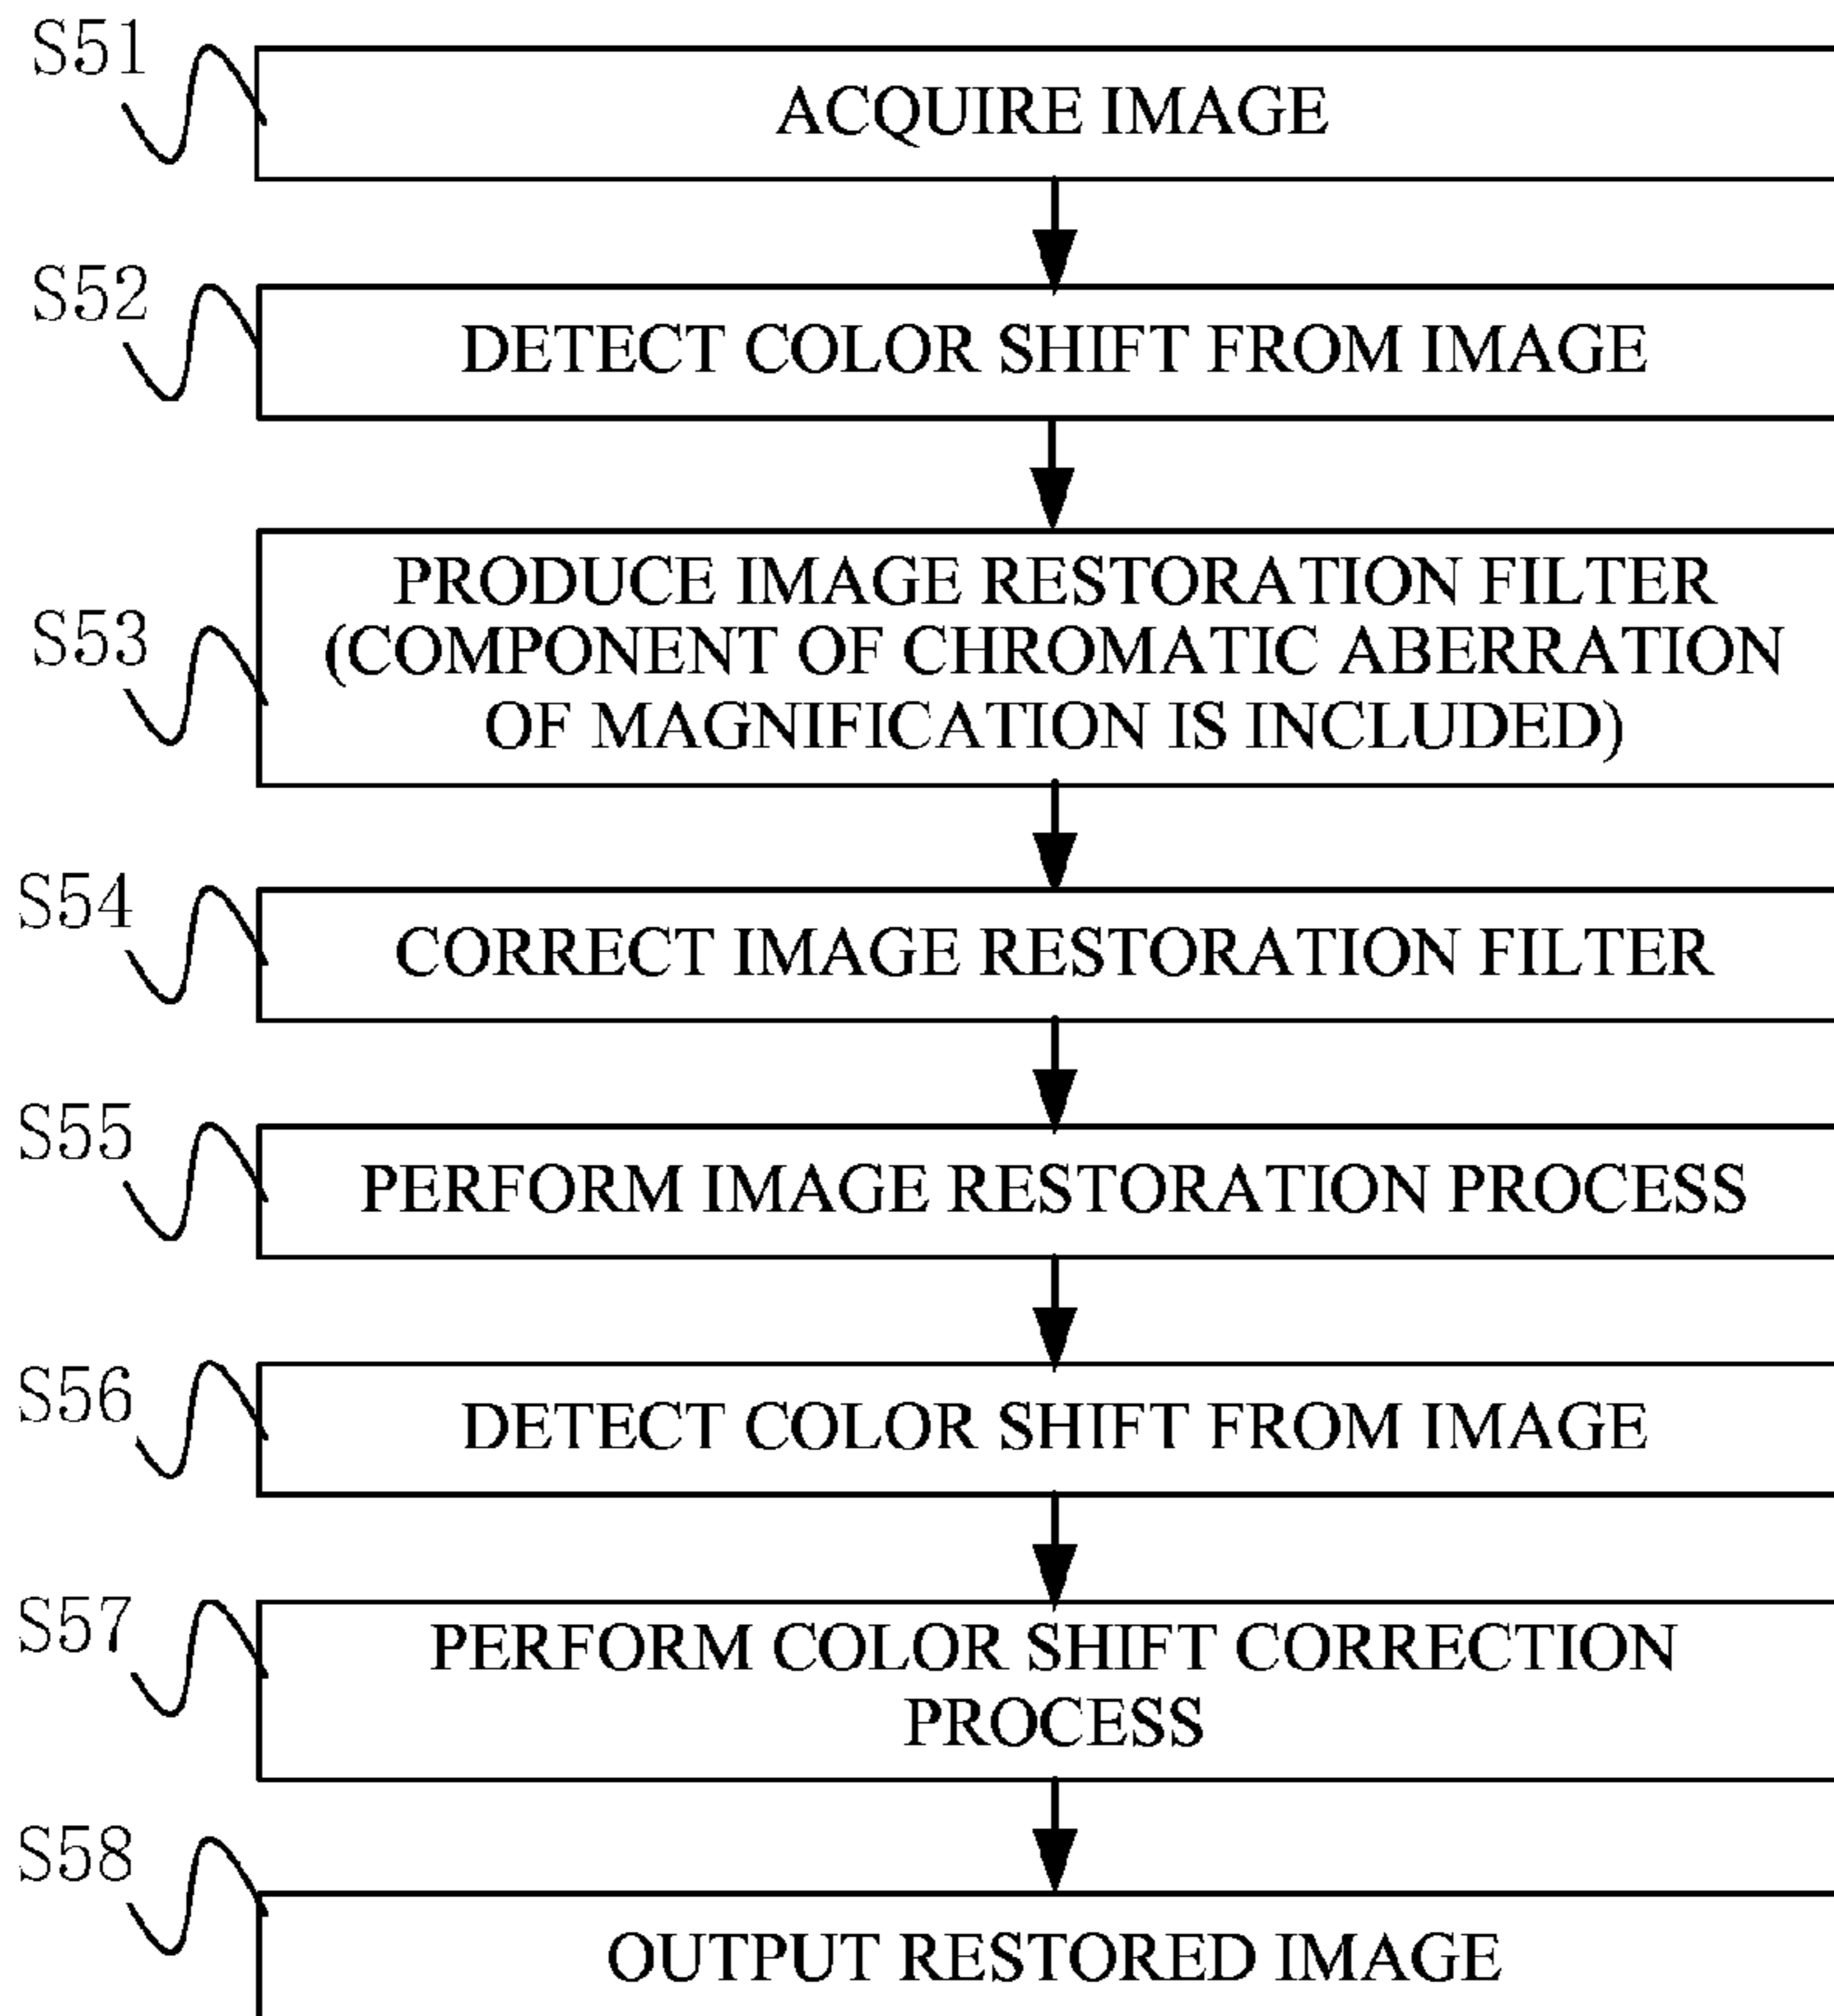 S51
ACQUIRE IMAGE
S52
DETECT COLOR SHIFT FROM IMAGE
S53
PRODUCE IMAGE RESTORATION FILTER
(COMPONENT OF CHROMATIC ABERRATION
OF MAGNIFICATION IS INCLUDED)
S54
CORRECT IMAGE RESTORATION FILTER
S55
PERFORM IMAGE RESTORATION PROCESS
S56
DETECT COLOR SHIFT FROM IMAGE
S57
PERFORM COLOR SHIFT CORRECTION
PROCESS
S58
OUTPUT RESTORED IMAGE